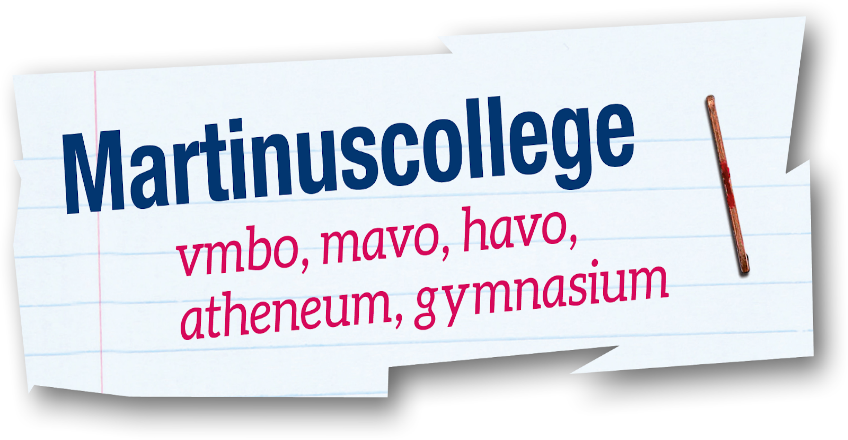 Martinuscollege
vmbo, mavo, havo,
atheneum, gymnasium